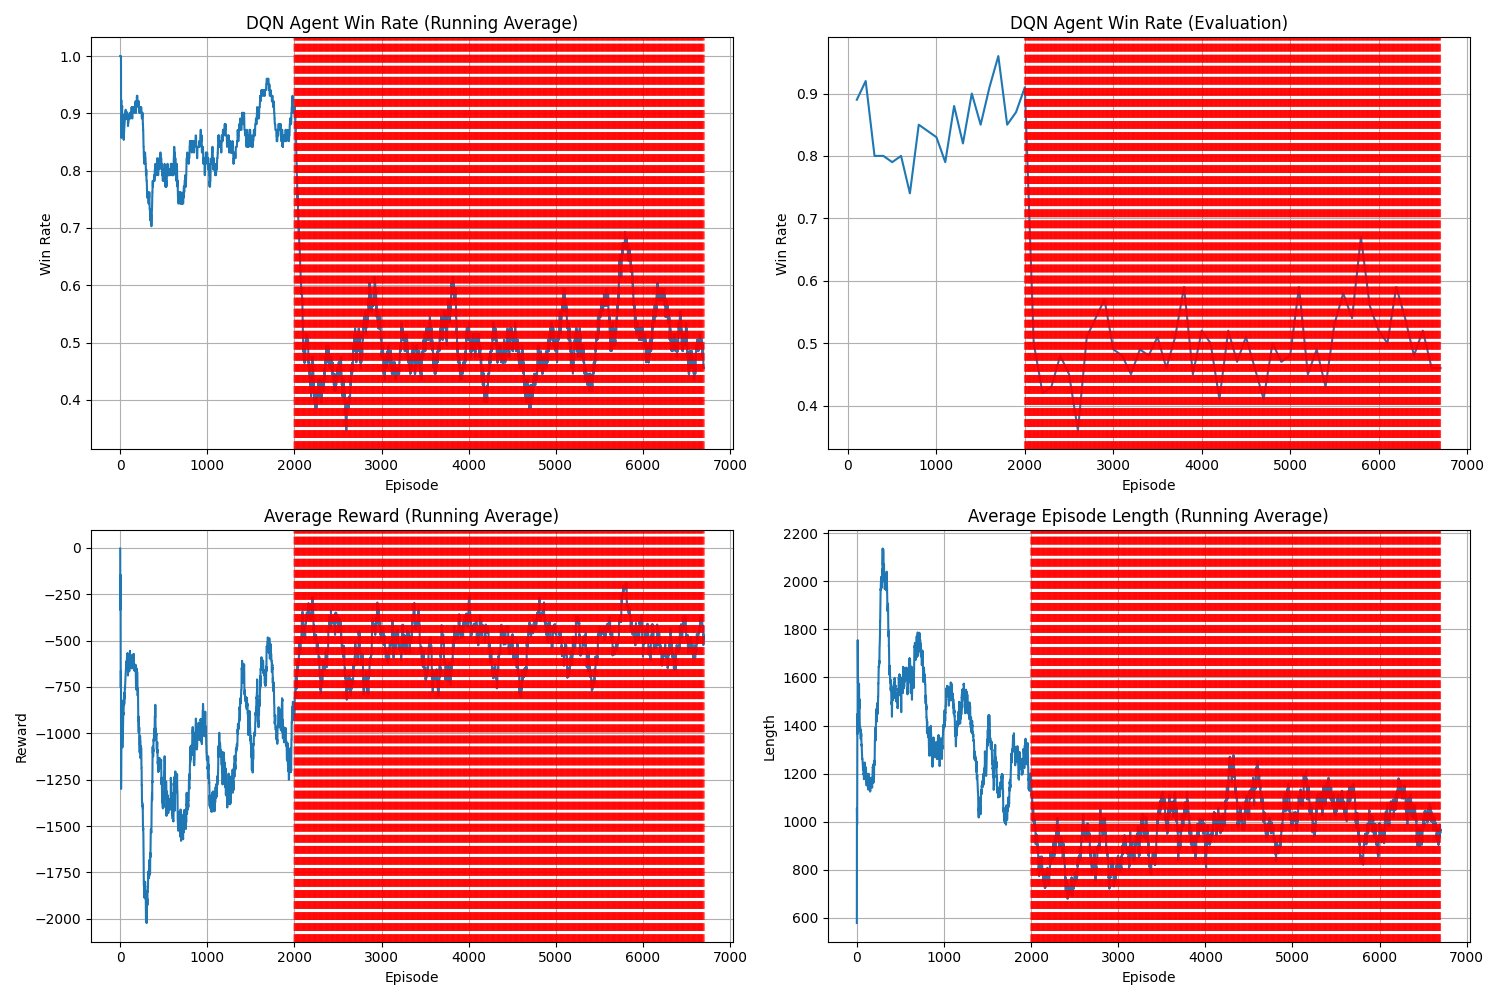 DQN Agent Win Rate (Running Average)
Win Rate
1.0
0.9
0.8
0.7
0.6
0.5
0.4
0 1000 2000 3000 4000 5000 6000 7000
Episode
DQN Agent Win Rate (Evaluation)
Win Rate
0.9
0.8
0.7
0.6
0.5
0.4
0 1000 2000 3000 4000 5000 6000 7000
Episode
Average Reward (Running Average)
Reward
0
−250
−500
−750
−1000
−1250
−1500
−1750
−2000
0 1000 2000 3000 4000 5000 6000 7000
Episode
Average Episode Length (Running Average)
Length
2200
2000
1800
1600
1400
1200
1000
800
600
0 1000 2000 3000 4000 5000 6000 7000
Episode